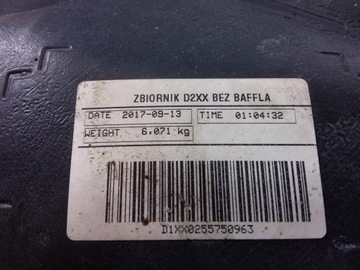 ZBIORNIK D2XX BEZ BAFFLA
DATE 2017-09-13 TIME 01:04:32
WEIGHT 6,071 kg
D1XX0255750963